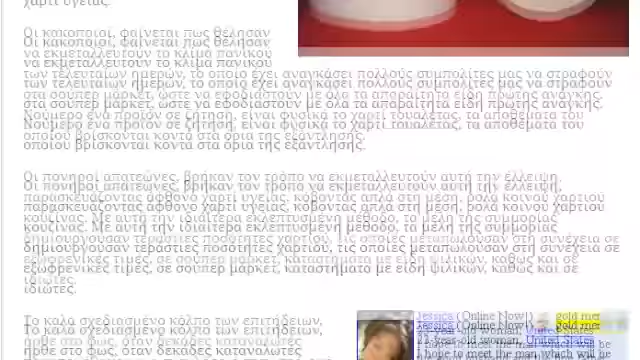 χαρτί υγείας.
Οι κακοποιοί, φαίνεται πως θέλησαν
να εκμεταλλευτούν το κλίμα πανικού
των τελευταίων ημερών, το οποίο έχει αναγκάσει πολλούς συμπολίτες μας να στραφούν
στα σούπερ μάρκετ, ώστε να εφοδιαστούν με όλα τα απαραίτητα είδη πρώτης ανάγκης.
Νούμερο ένα προϊόν σε ζήτηση, είναι φυσικά το χαρτί τουαλέτας, τα αποθέματα του
οποίου βρίσκονται κοντά στα όρια της εξάντλησης.
Οι πονηροί απατεώνες, βρήκαν τον τρόπο να εκμεταλλευτούν αυτή την έλλειψη,
παρασκευάζοντας άφθονο χαρτί υγείας, κόβοντας απλά στη μέση, ρολά κοινού χαρτιού
κουζίνας. Με αυτή την ιδιαίτερα εκλεπτυσμένη μέθοδο, τα μέλη της συμμορίας
δημιουργούσαν τεράστιες ποσότητες χαρτιού, τις οποίες μεταπωλούσαν στη συνέχεια σε
εξωφρενικές τιμές, σε σούπερ μάρκετ, καταστήματα με είδη ψιλικών, καθώς και σε
ιδιώτες.
Το καλά σχεδιασμένο κόλπο των επιτήδειων,
ήρθε στο φως, όταν δεκάδες καταναλωτές
Jessica (Online Now!) gold mem
23-year old woman, United States
I hope to meet the man which will be